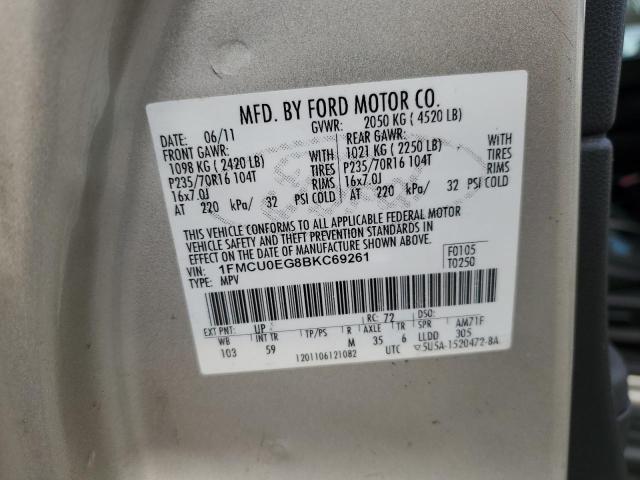 MFD. BY FORD MOTOR CO.
DATE: 06/11 GVWR: 2050 KG ( 4520 LB)
FRONT GAWR: REAR GAWR:
1098 KG ( 2420 LB) WITH 1021 KG ( 2250 LB) WITH
P235/70R16 104T TIRES P235/70R16 104T TIRES
16x7.0J RIMS 16x7.0J RIMS
AT 220 kPa/ 32 PSI COLD AT 220 kPa/ 32 PSI COLD
THIS VEHICLE CONFORMS TO ALL APPLICABLE FEDERAL MOTOR
VEHICLE SAFETY AND THEFT PREVENTION STANDARDS IN
EFFECT ON THE DATE OF MANUFACTURE SHOWN ABOVE.
VIN: 1FMCU0EG8BKC69261 F0105
TYPE: MPV T0250
EXT PNT: UP RC: 72 DSO:
WB INT TR TP/PS R AXLE TR SPR AM71F
103 59 M 35 6 LLDD 305
1201106121082 UTC 5U5A-1520472-BA